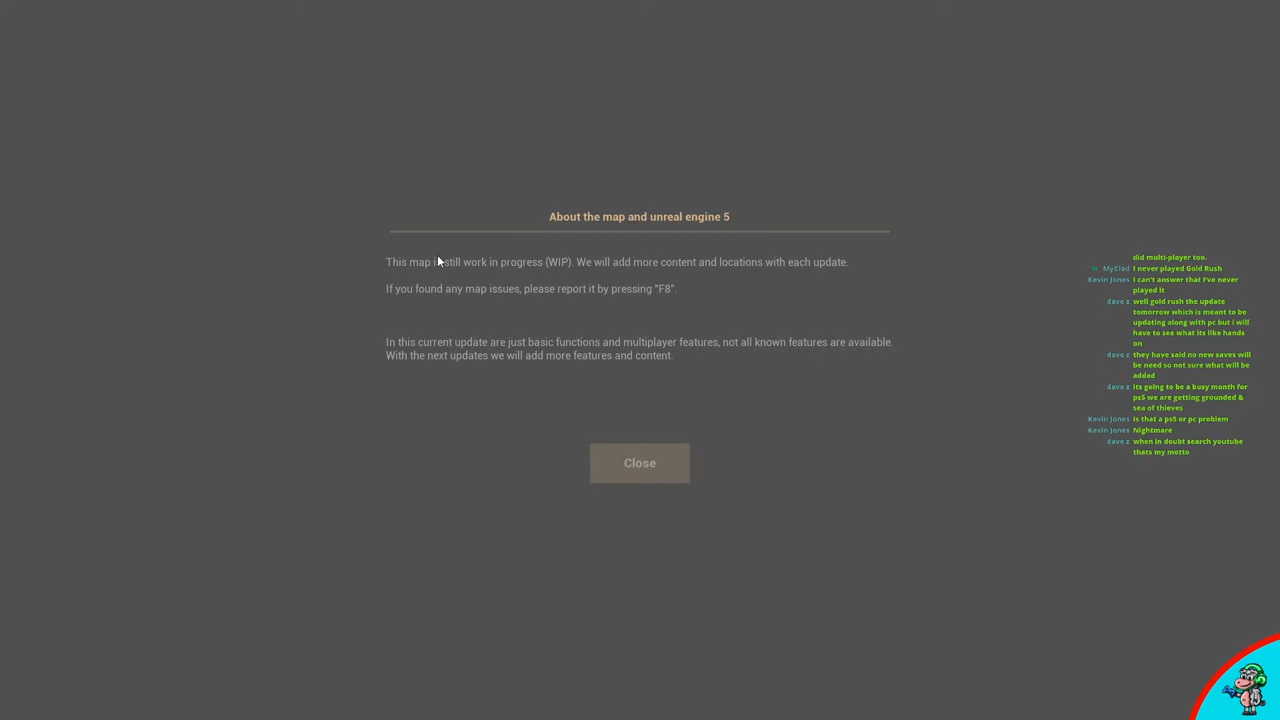 About the map and unreal engine 5
This map is still work in progress (WIP). We will add more content and locations with each update.
If you found any map issues, please report it by pressing "F8".
In this current update are just basic functions and multiplayer features, not all known features are available.
With the next updates we will add more features and content.
Close
did multi-player too.
MyClad I never played Gold Rush
Kevin Jones I can't answer that I've never
played it
dave z well gold rush the update
tomorrow which is meant to be
updating along with pc but i will
have to see what its like hands
on
dave z they have said no new saves will
be need so not sure what will be
added
dave z its going to be a busy month for
ps5 we are getting grounded &
sea of thieves
Kevin Jones Is that a ps5 or pc problem
Kevin Jones Nightmare
dave z when in doubt search youtube
thats my motto